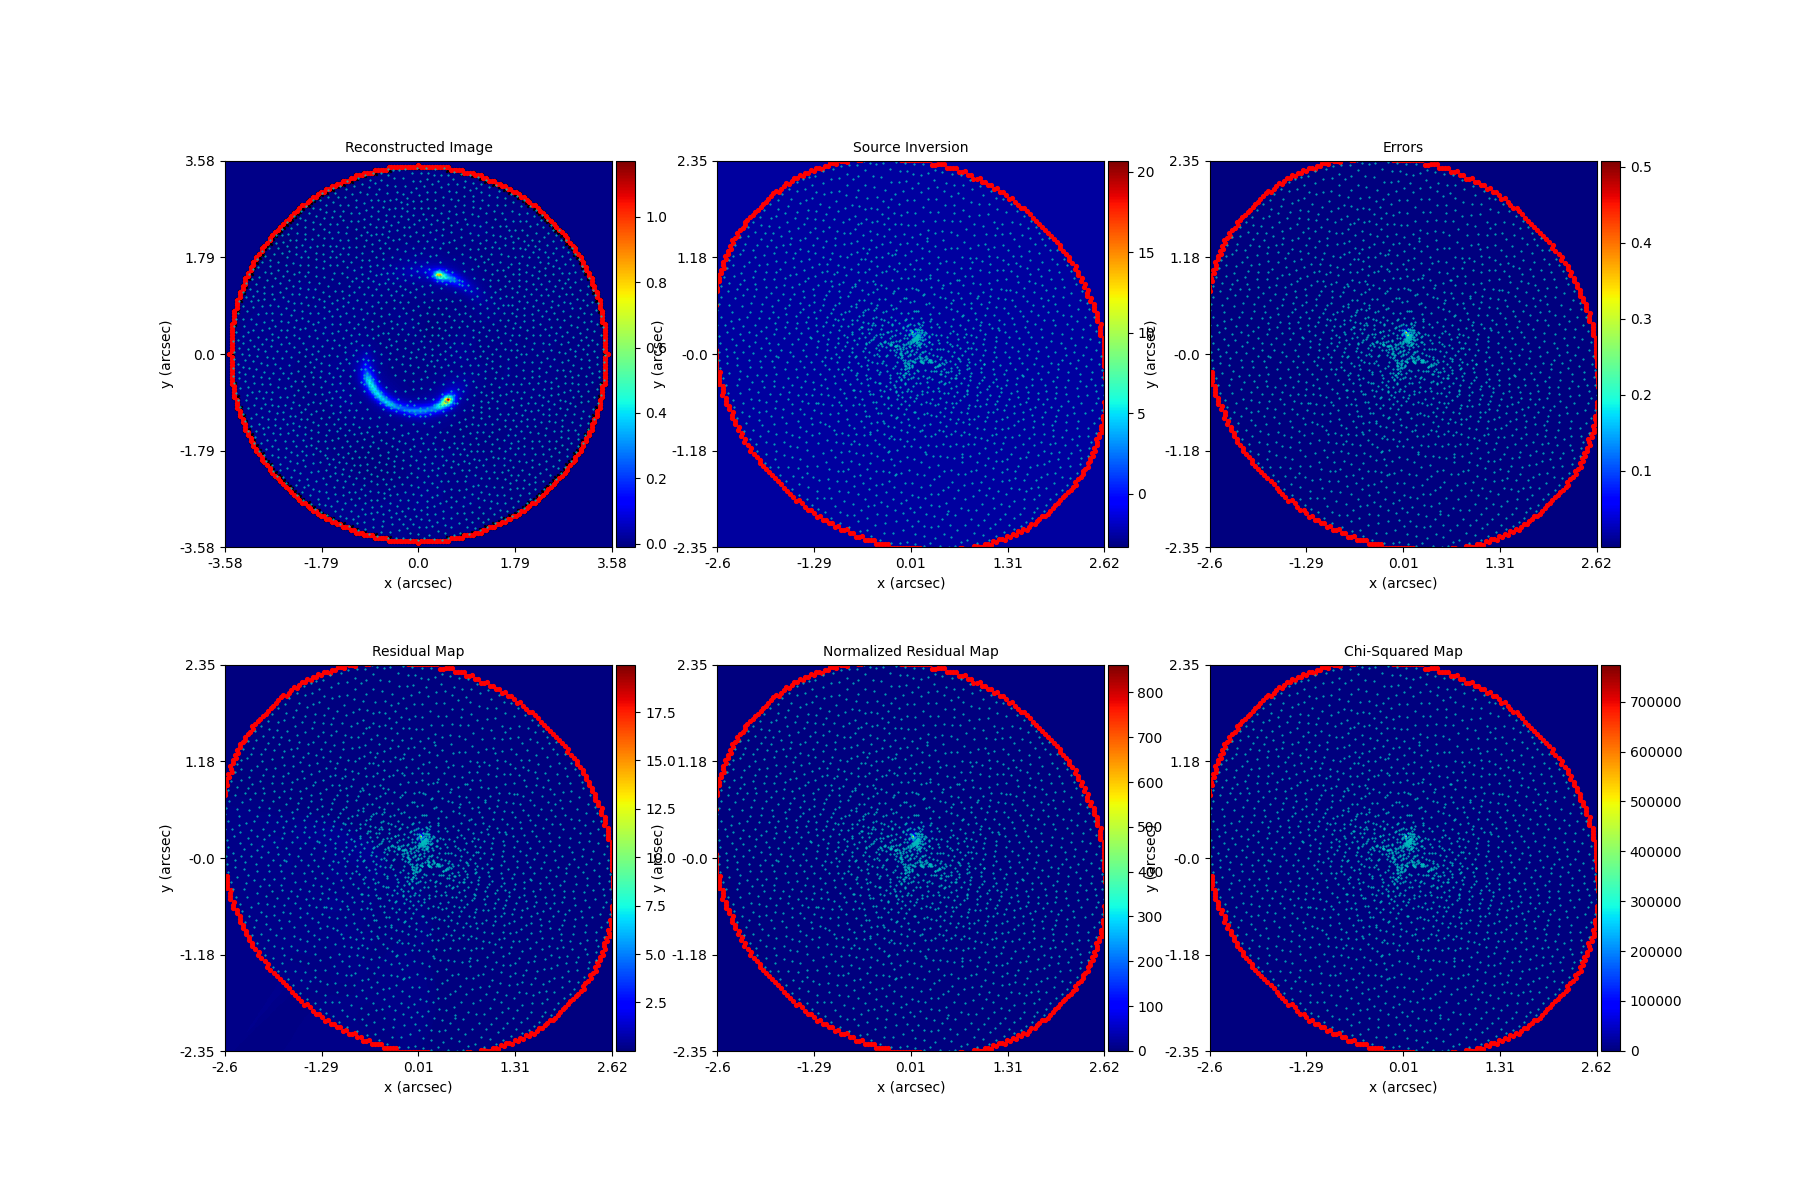 Reconstructed Image
3.58
1.79
0.0
-1.79
-3.58
-3.58 -1.79 0.0 1.79 3.58
x (arcsec)
y (arcsec)
1.0
0.8
0.6
0.4
0.2
0.0
Source Inversion
2.35
1.18
-0.0
-1.18
-2.35
-2.6 -1.29 0.01 1.31 2.62
x (arcsec)
y (arcsec)
20
15
10
5
0
Errors
2.35
1.18
-0.0
-1.18
-2.35
-2.6 -1.29 0.01 1.31 2.62
x (arcsec)
y (arcsec)
0.5
0.4
0.3
0.2
0.1
Residual Map
2.35
1.18
-0.0
-1.18
-2.35
-2.6 -1.29 0.01 1.31 2.62
x (arcsec)
y (arcsec)
17.5
15.0
12.5
10.0
7.5
5.0
2.5
Normalized Residual Map
2.35
1.18
-0.0
-1.18
-2.35
-2.6 -1.29 0.01 1.31 2.62
x (arcsec)
y (arcsec)
800
700
600
500
400
300
200
100
0
Chi-Squared Map
2.35
1.18
-0.0
-1.18
-2.35
-2.6 -1.29 0.01 1.31 2.62
x (arcsec)
y (arcsec)
700000
600000
500000
400000
300000
200000
100000
0